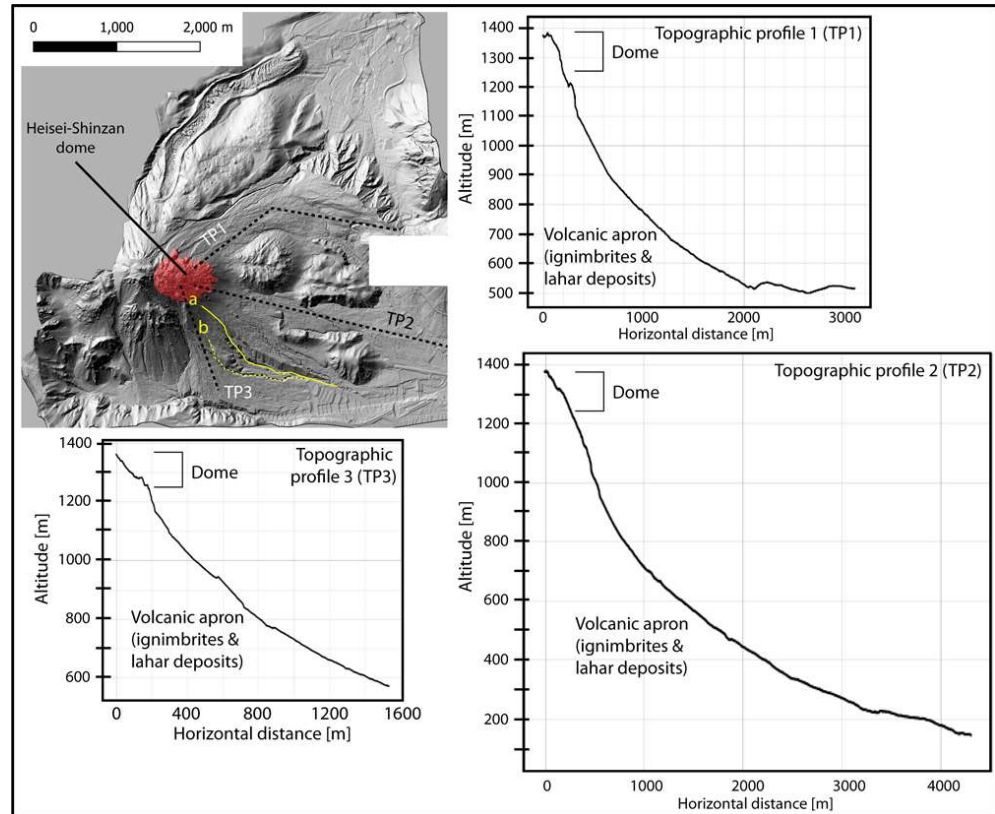 0 1,000 2,000 m
Heisei-Shinzan
dome
TP1
TP2
TP3
a
b
Topographic profile 1 (TP1)
Dome
Altitude [m]
1400
1300
1200
1100
1000
900
800
700
600
500
Volcanic apron
(ignimbrites &
lahar deposits)
0 1000 2000 3000
Horizontal distance [m]
Topographic
profile 3 (TP3)
Dome
Altitude [m]
1400
1200
1000
800
600
Volcanic apron
(ignimbrites &
lahar deposits)
0 400 800 1200 1600
Horizontal distance [m]
Topographic profile 2 (TP2)
Dome
Altitude [m]
1400
1200
1000
800
600
400
200
Volcanic apron
(ignimbrites &
lahar deposits)
0 1000 2000 3000 4000
Horizontal distance [m]